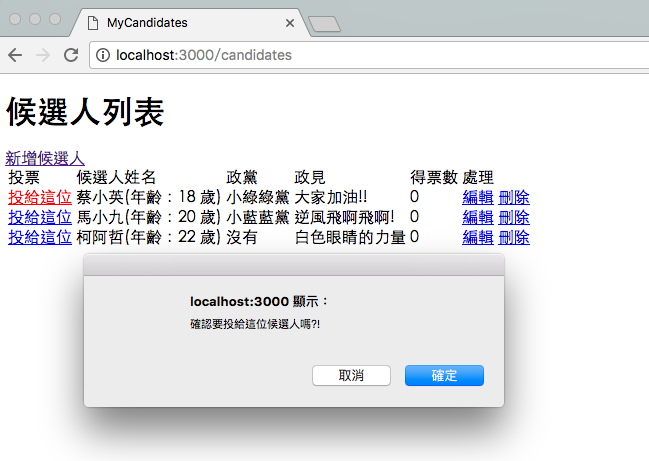 MyCandidates
localhost:3000/candidates
候選人列表
新增候選人
投票 候選人姓名 政黨 政見 得票數 處理
投給這位 蔡小英(年齡：18 歲) 小綠綠黨 大家加油!! 0 編輯 刪除
投給這位 馬小九(年齡：20 歲) 小藍藍黨 逆風飛啊飛啊! 0 編輯 刪除
投給這位 柯阿哲(年齡：22 歲) 沒有 白色眼睛的力量 0 編輯 刪除
localhost:3000 顯示：
確認要投給這位候選人嗎?!
取消 確定